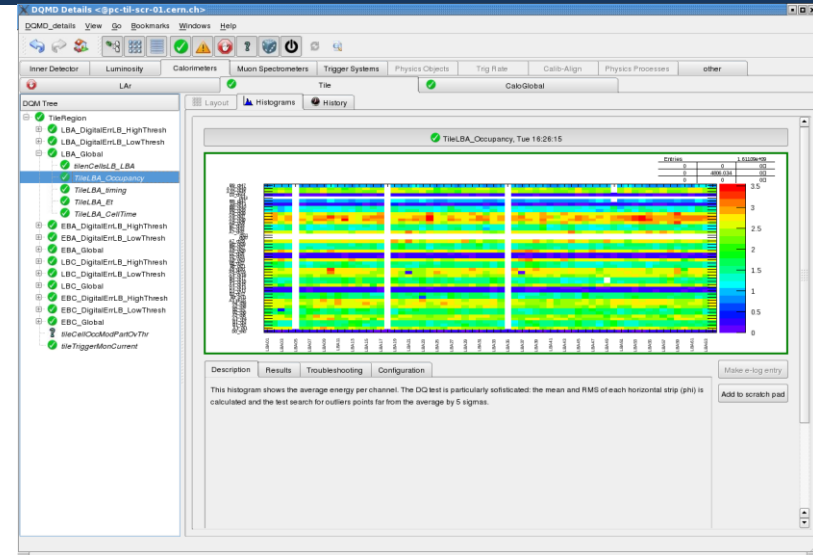 DQMD Details <@pc-til-scr-01.cern.ch>
DQMD_details View Go Bookmarks Windows Help
Inner Detector Luminosity Calorimeters Muon Spectrometers Trigger Systems Physics Objects Trig Rate Calib-Align Physics Processes other
LAr Tile CaloGlobal
DQM Tree
Layout Histograms History
TileRegion
LBA_DigitalErrLB_HighThresh
LBA_DigitalErrLB_LowThresh
LBA_Global
tilenCellsLB_LBA
TileLBA_Occupancy
TileLBA_timing
TileLBA_Et
TileLBA_CellTime
EBA_DigitalErrLB_HighThresh
EBA_DigitalErrLB_LowThresh
EBA_Global
LBC_DigitalErrLB_HighThresh
LBC_DigitalErrLB_LowThresh
LBC_Global
EBC_DigitalErrLB_HighThresh
EBC_DigitalErrLB_LowThresh
EBC_Global
tileCellOccModPartOvThr
tileTriggerMonCurrent
TileLBA_Occupancy, Tue 16:26:15
Entries
0 0
0
0 0
3.5
3
2.5
2
1.5
1
0.5
0
Description Results Troubleshooting Configuration
This histogram shows the average energy per channel. The DQ test is particularly sofisticated: the mean and RMS of each horizontal strip (phi) is
calculated and the test search for outliers points far from the average by 5 sigmas.
Make e-log entry
Add to scratch pad